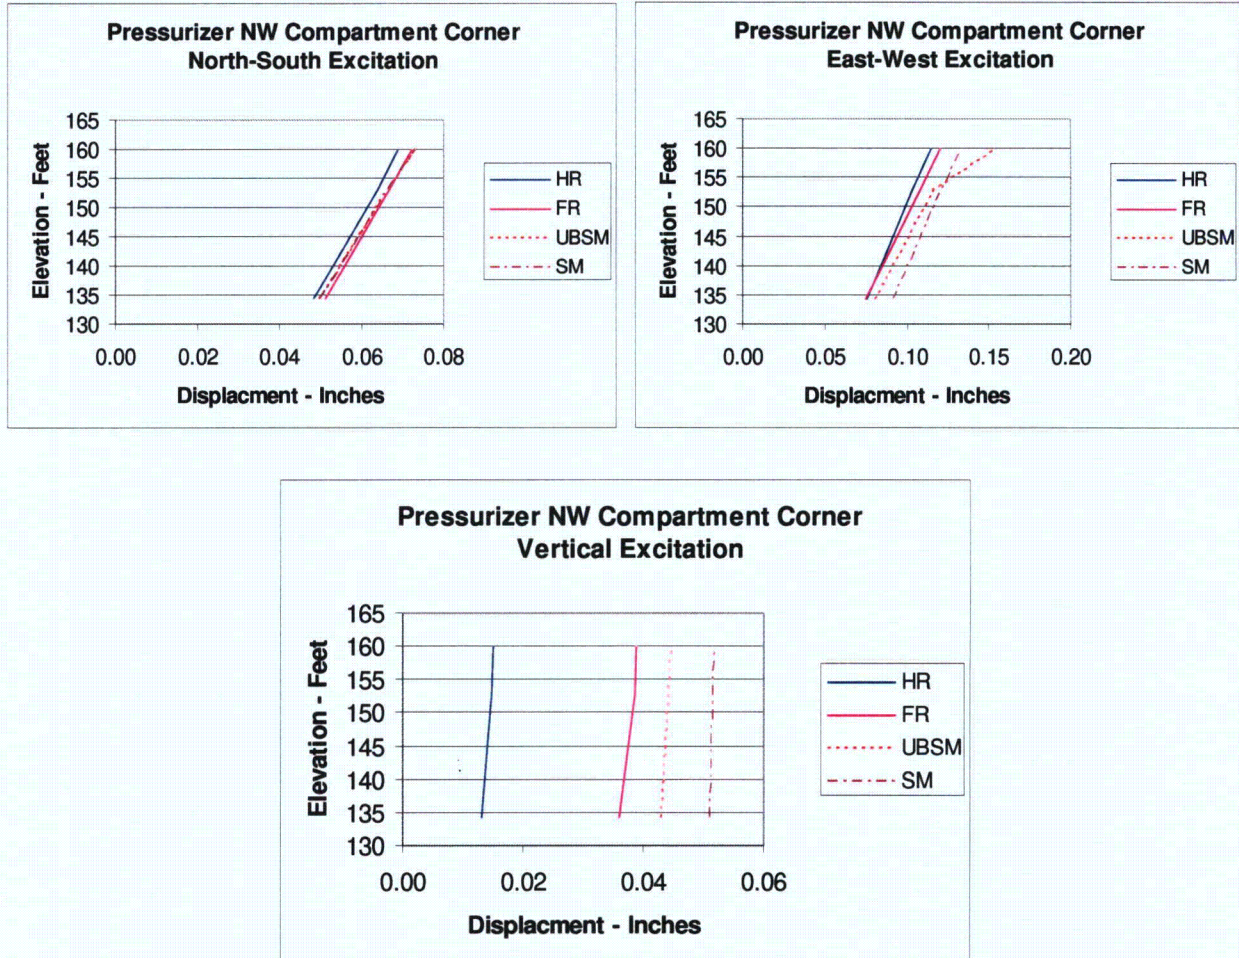 Pressurizer NW Compartment Corner
North-South Excitation
Elevation - Feet
165
160
155
150
145
140
135
130
0.00 0.02 0.04 0.06 0.08
Displacment - Inches
HR
FR
UBSM
SM
Pressurizer NW Compartment Corner
East-West Excitation
Elevation - Feet
165
160
155
150
145
140
135
130
0.00 0.05 0.10 0.15 0.20
Displacment - Inches
HR
FR
UBSM
SM
Pressurizer NW Compartment Corner
Vertical Excitation
Elevation - Feet
165
160
155
150
145
140
135
130
0.00 0.02 0.04 0.06
Displacment - Inches
HR
FR
UBSM
SM